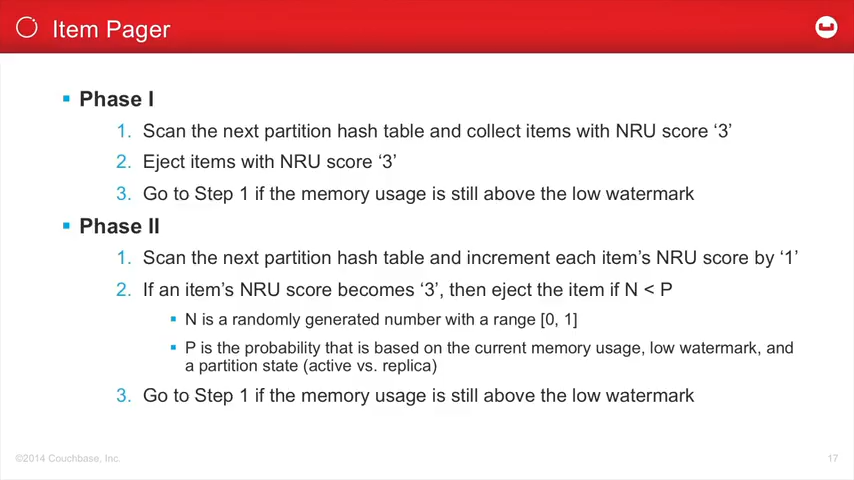 Item Pager
▪ Phase I
1. Scan the next partition hash table and collect items with NRU score ‘3’
2. Eject items with NRU score ‘3’
3. Go to Step 1 if the memory usage is still above the low watermark
▪ Phase II
1. Scan the next partition hash table and increment each item’s NRU score by ‘1’
2. If an item’s NRU score becomes ‘3’, then eject the item if N < P
▪ N is a randomly generated number with a range [0, 1]
▪ P is the probability that is based on the current memory usage, low watermark, and
a partition state (active vs. replica)
3. Go to Step 1 if the memory usage is still above the low watermark
©2014 Couchbase, Inc.
17